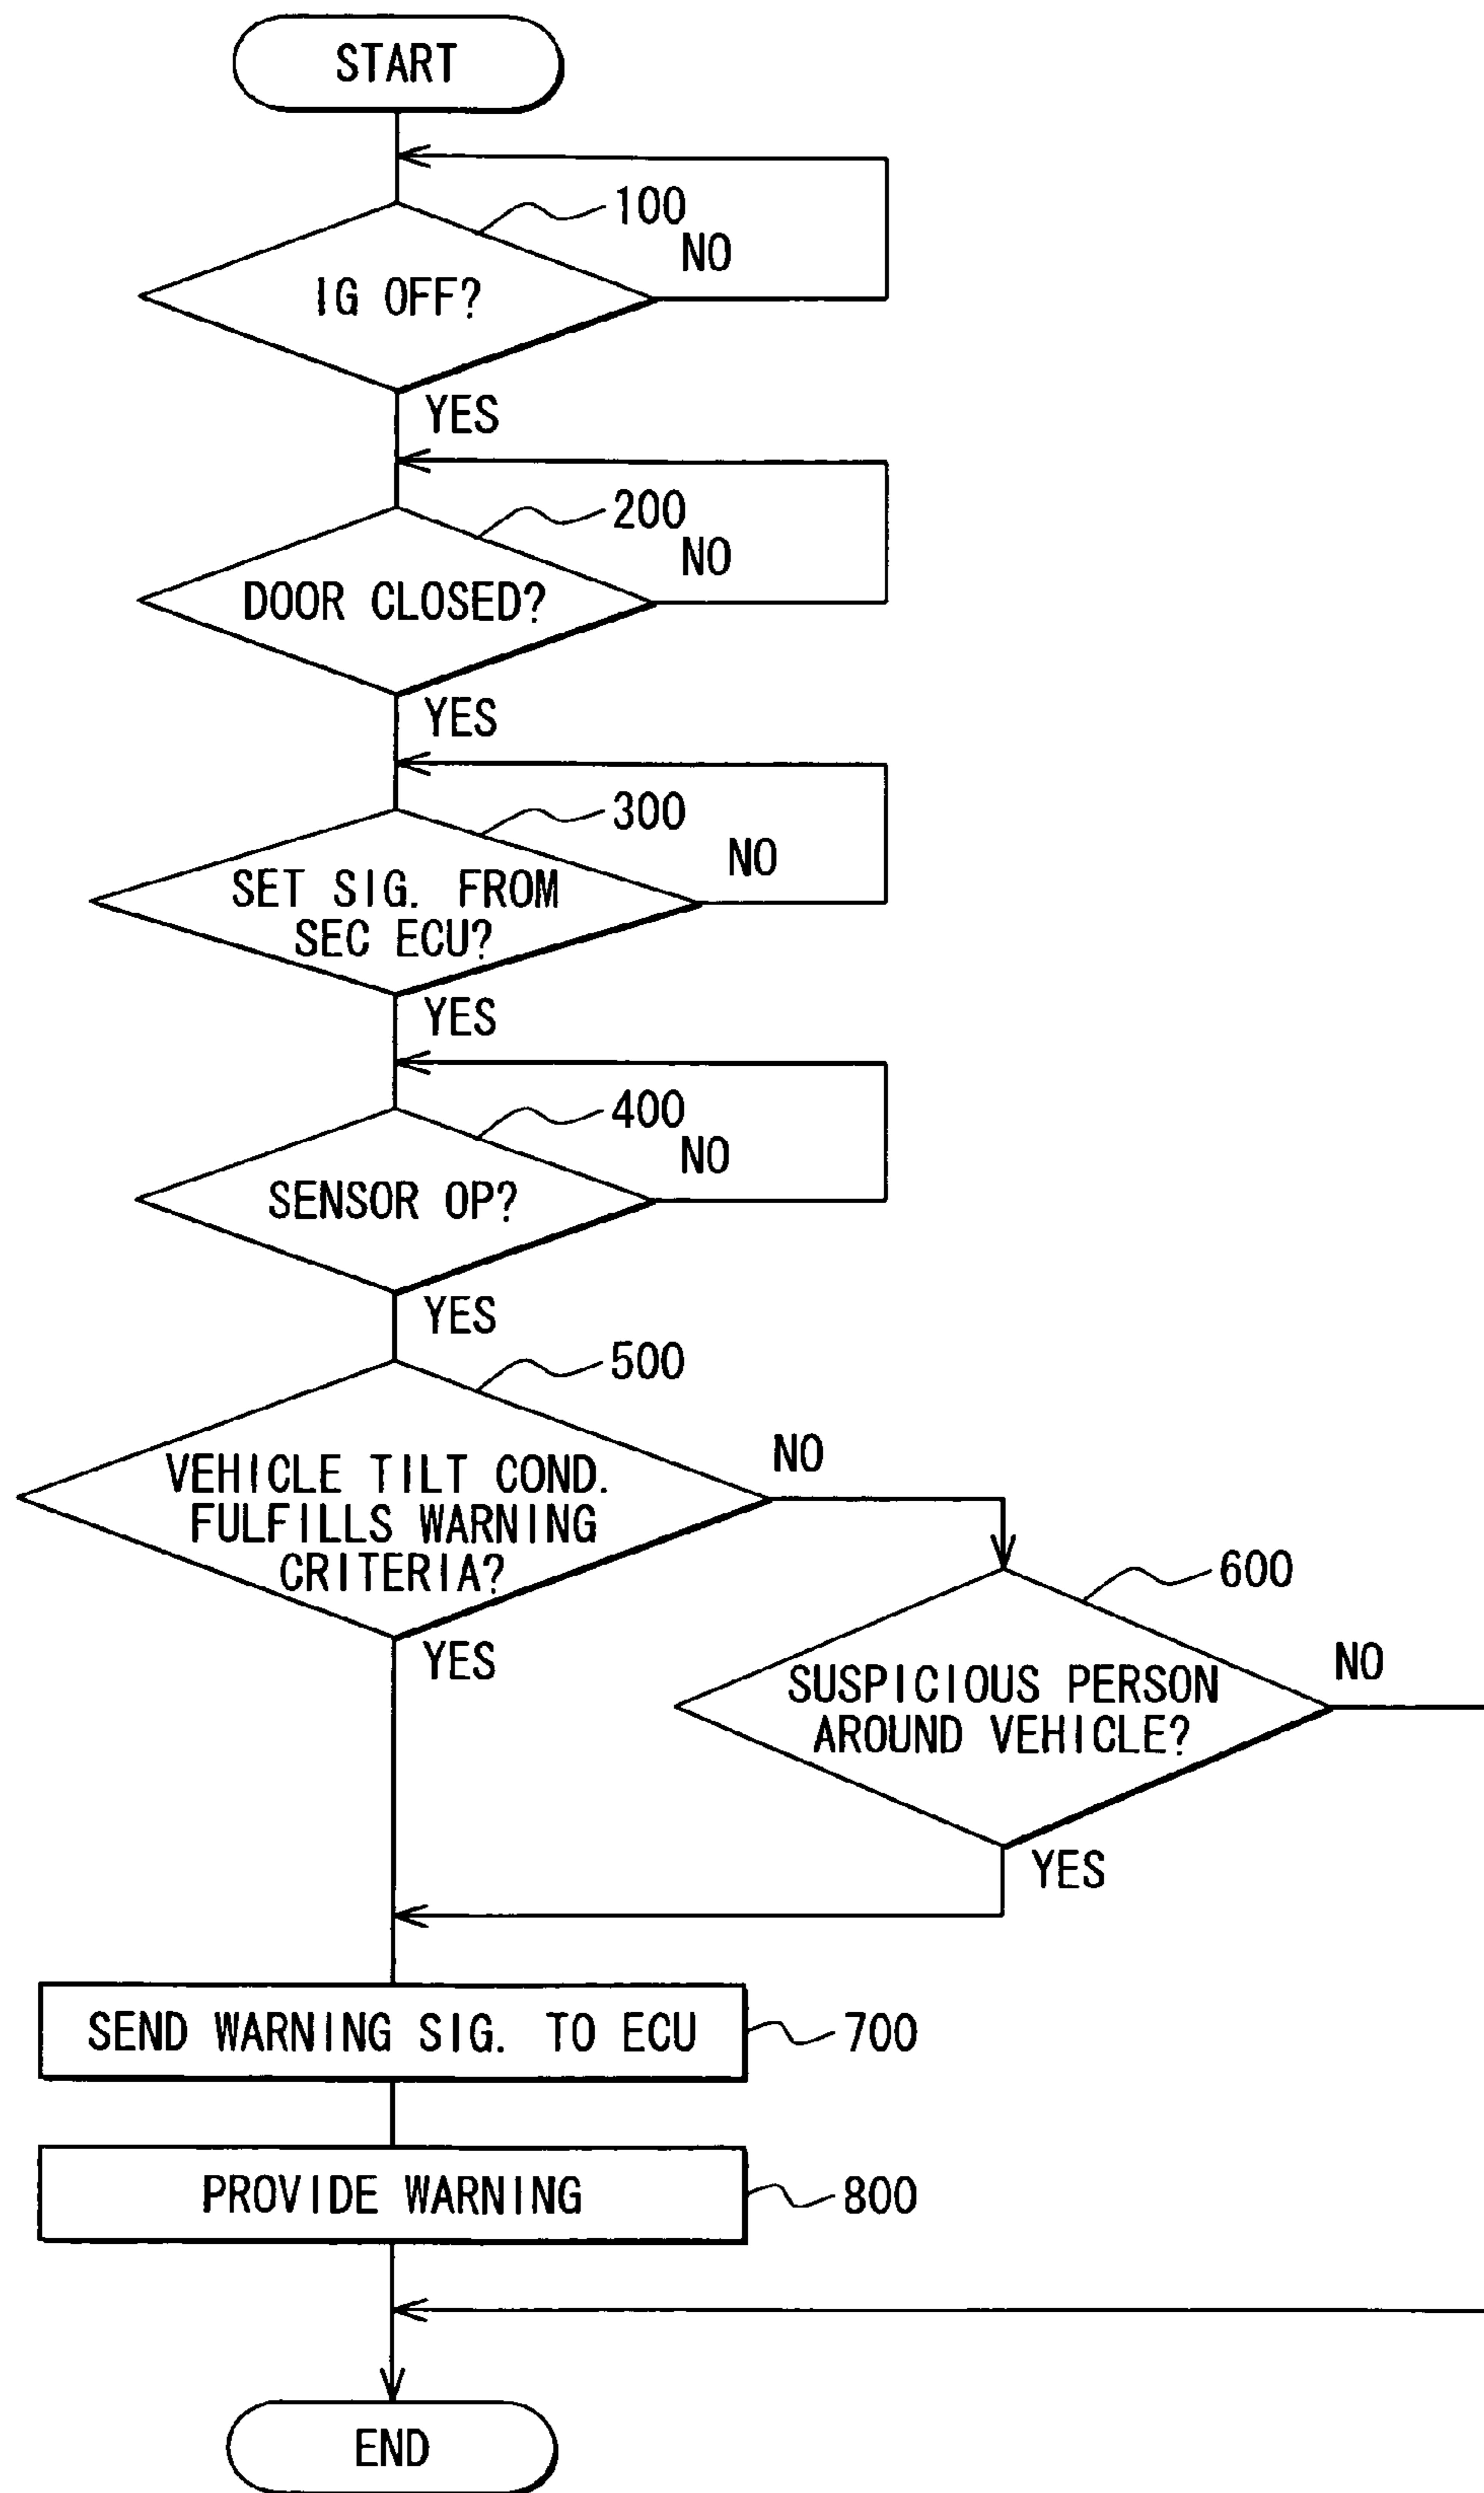 START
100
NO
IG OFF?
YES
200
NO
DOOR CLOSED?
YES
300
NO
SET SIG. FROM
SEC ECU?
YES
400
NO
SENSOR OP?
YES
500
NO
VEHICLE TILT COND.
FULFILLS WARNING
CRITERIA?
YES
600
NO
SUSPICIOUS PERSON
AROUND VEHICLE?
YES
SEND WARNING SIG. TO ECU
700
PROVIDE WARNING
800
END